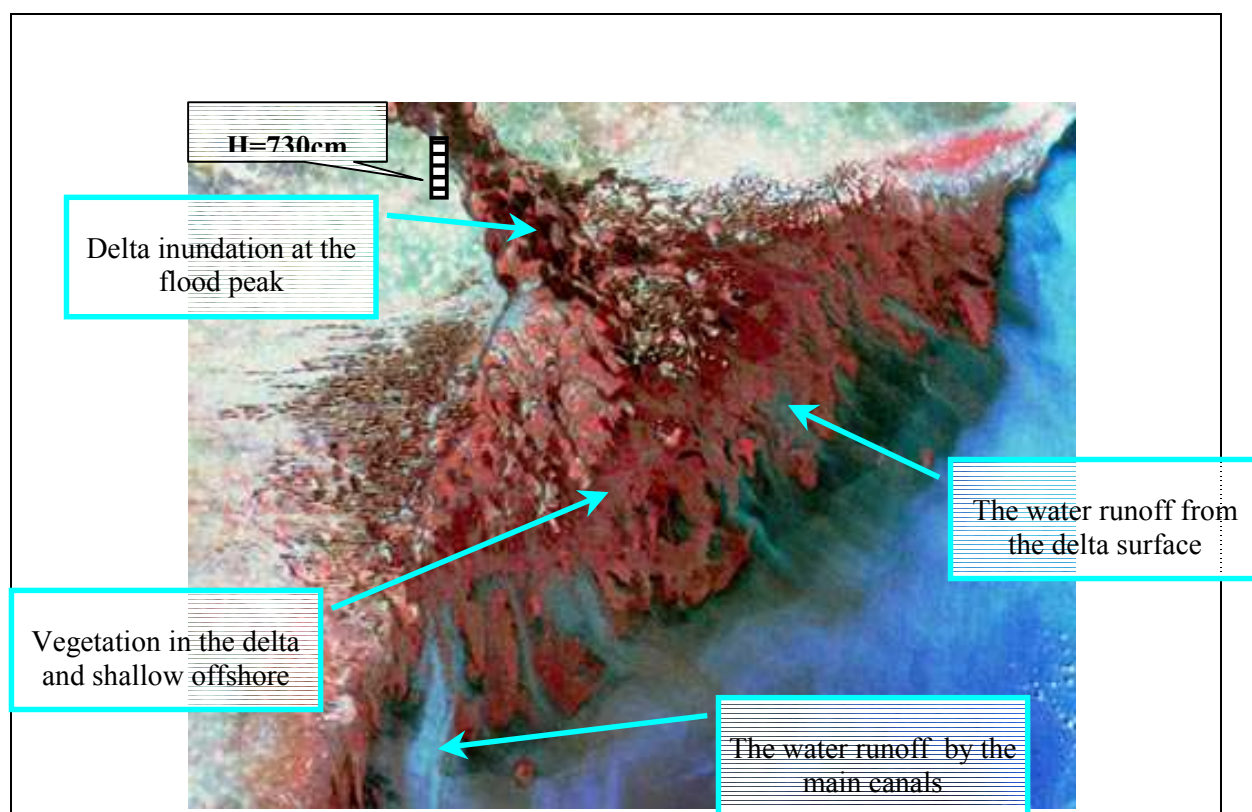 H=730cm
Delta inundation at the
flood peak
The water runoff from
the delta surface
Vegetation in the delta
and shallow offshore
The water runoff by the
main canals